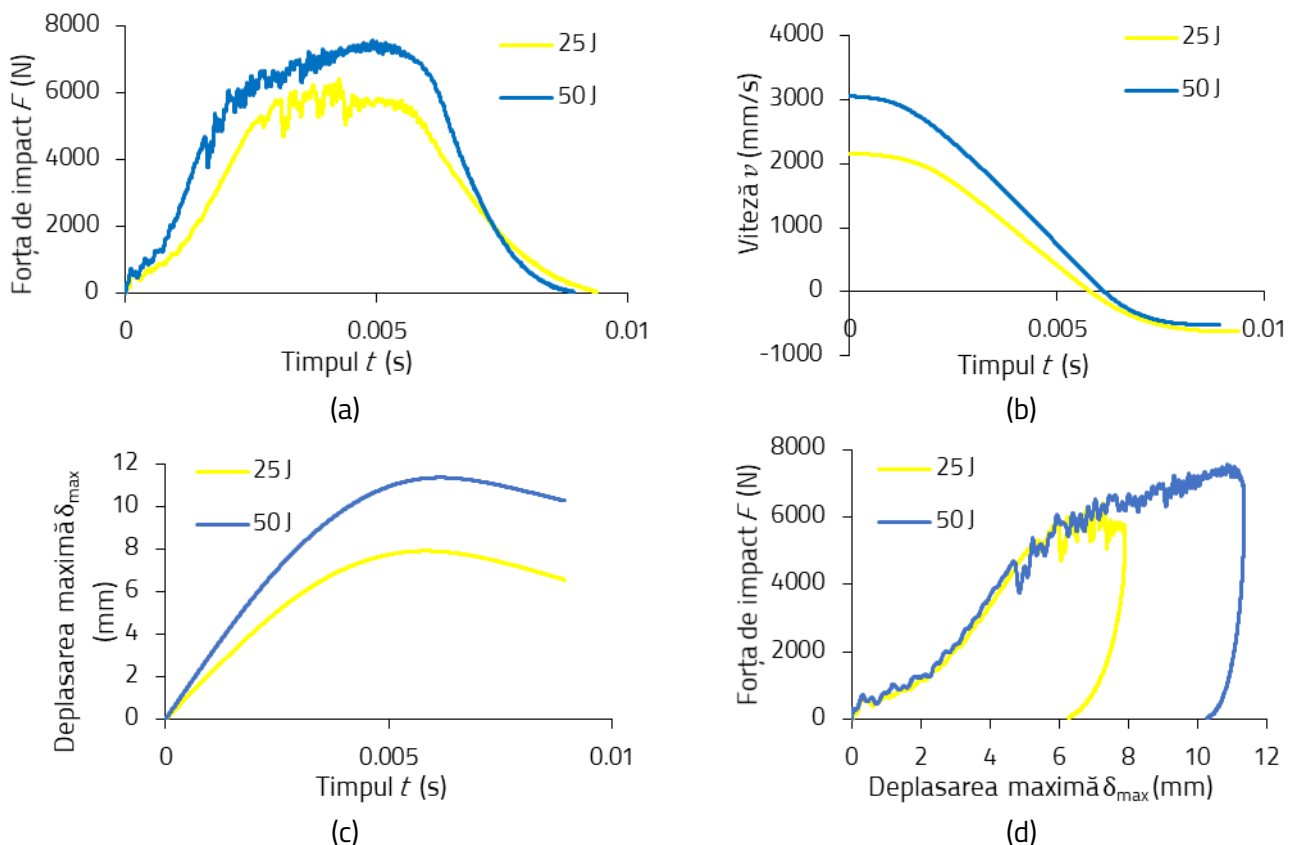 Forța de impact F (N)
8000
6000
4000
2000
0
25 J
50 J
0
0.005
0.01
Timpul t (s)
(a)
Viteză v (mm/s)
4000
3000
2000
1000
0
-1000
25 J
50 J
0
0.005
0.01
Timpul t (s)
(b)
Deplasarea maximă δmax
(mm)
12
10
8
6
4
2
0
25 J
50 J
0
0.005
0.01
Timpul t (s)
(c)
Forța de impact F (N)
8000
6000
4000
2000
0
25 J
50 J
0 2 4 6 8 10 12
Deplasarea maximă δmax (mm)
(d)